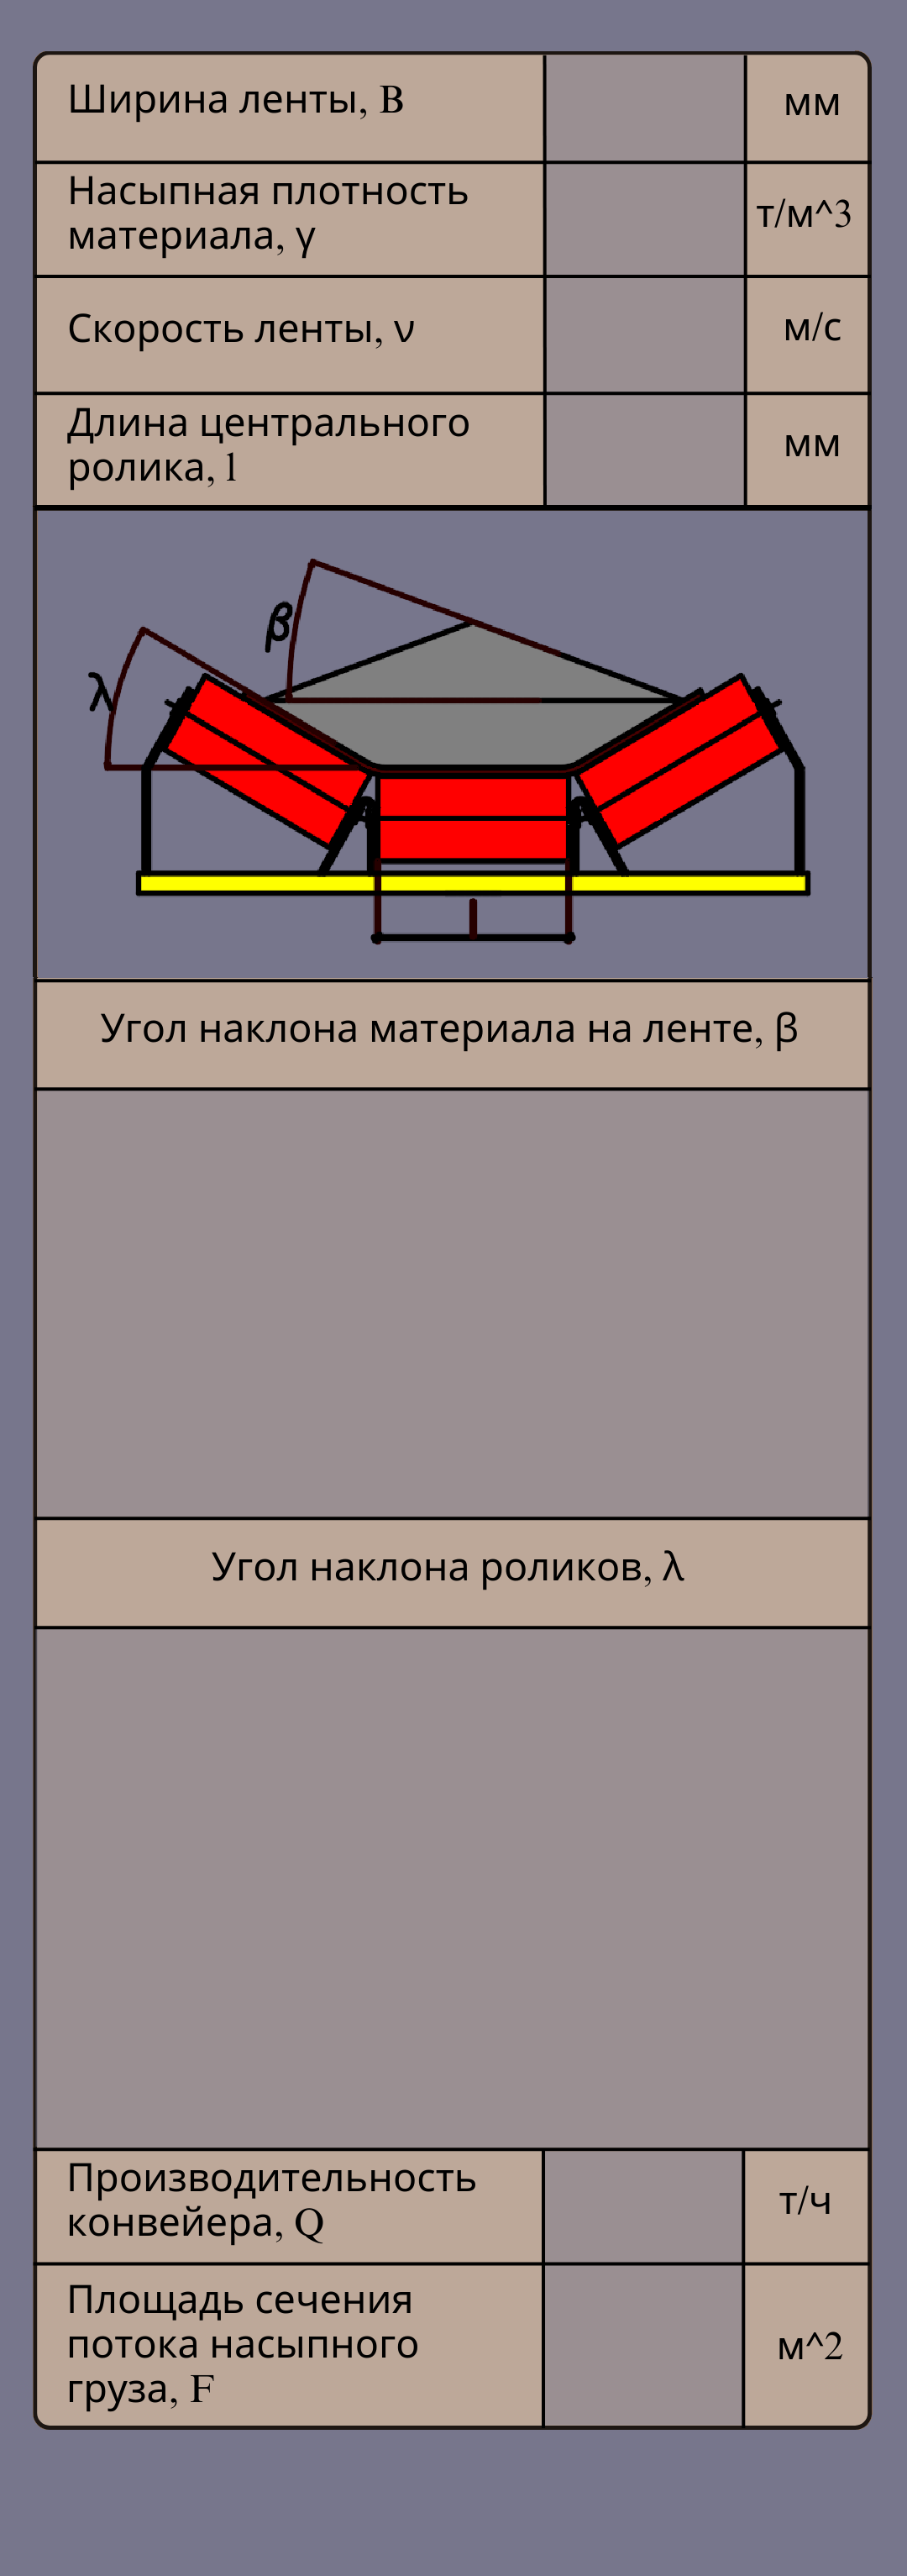 Ширина ленты, B
мм
Насыпная плотность
материала, γ
т/м^3
Скорость ленты, ν
м/с
Длина центрального
ролика, l
мм
β
λ
l
Угол наклона материала на ленте, β
Угол наклона роликов, λ
Производительность
конвейера, Q
т/ч
Площадь сечения
потока насыпного
груза, F
м^2